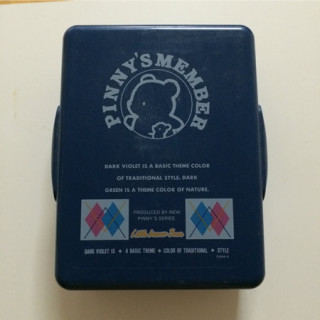 PINNY'S MEMBER
DARK VIOLET IS A BASIC THEME COLOR
OF TRADITIONAL STYLE. DARK
GREEN IS A THEME COLOR OF NATURE.
PRODUCED BY NEW
PINNY'S SERIES.
DARK VIOLET IS ★ A BASIC THEME ★ COLOR OF TRADITIONAL ★ STYLE